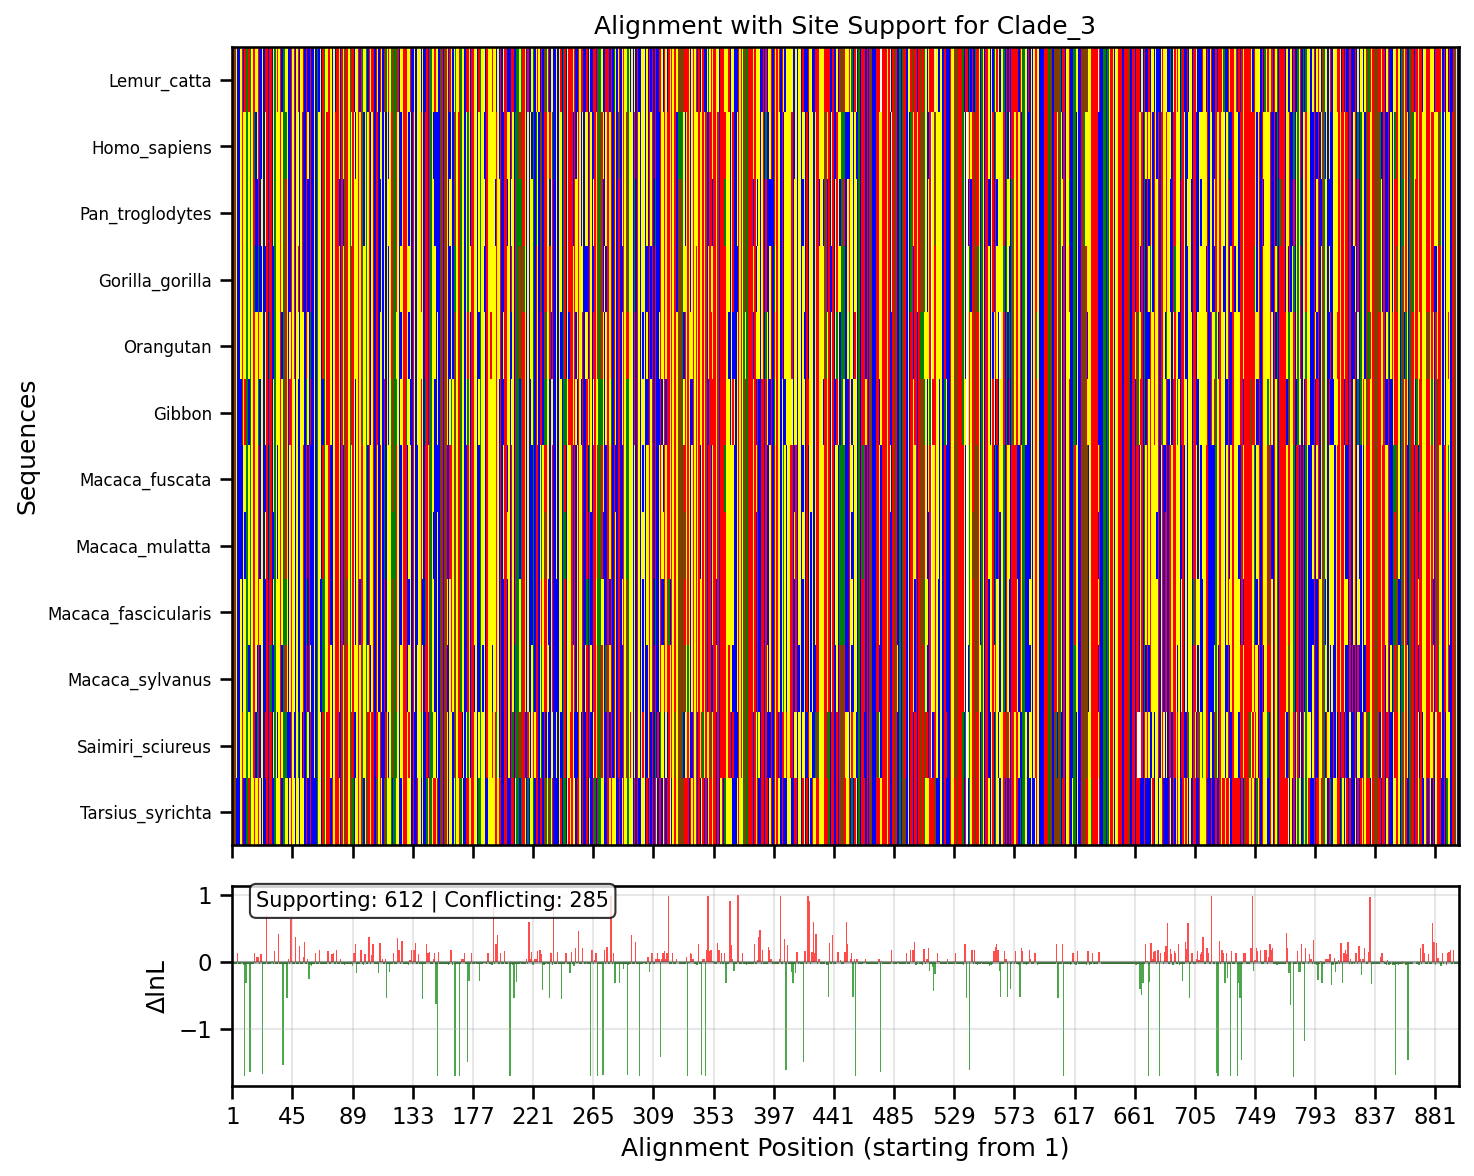 Alignment with Site Support for Clade_3
Sequences
Lemur_catta
Homo_sapiens
Pan_troglodytes
Gorilla_gorilla
Orangutan
Gibbon
Macaca_fuscata
Macaca_mulatta
Macaca_fascicularis
Macaca_sylvanus
Saimiri_sciureus
Tarsius_syrichta
Supporting: 612 | Conflicting: 285
ΔlnL
1
0
−1
1 45 89 133 177 221 265 309 353 397 441 485 529 573 617 661 705 749 793 837 881
Alignment Position (starting from 1)